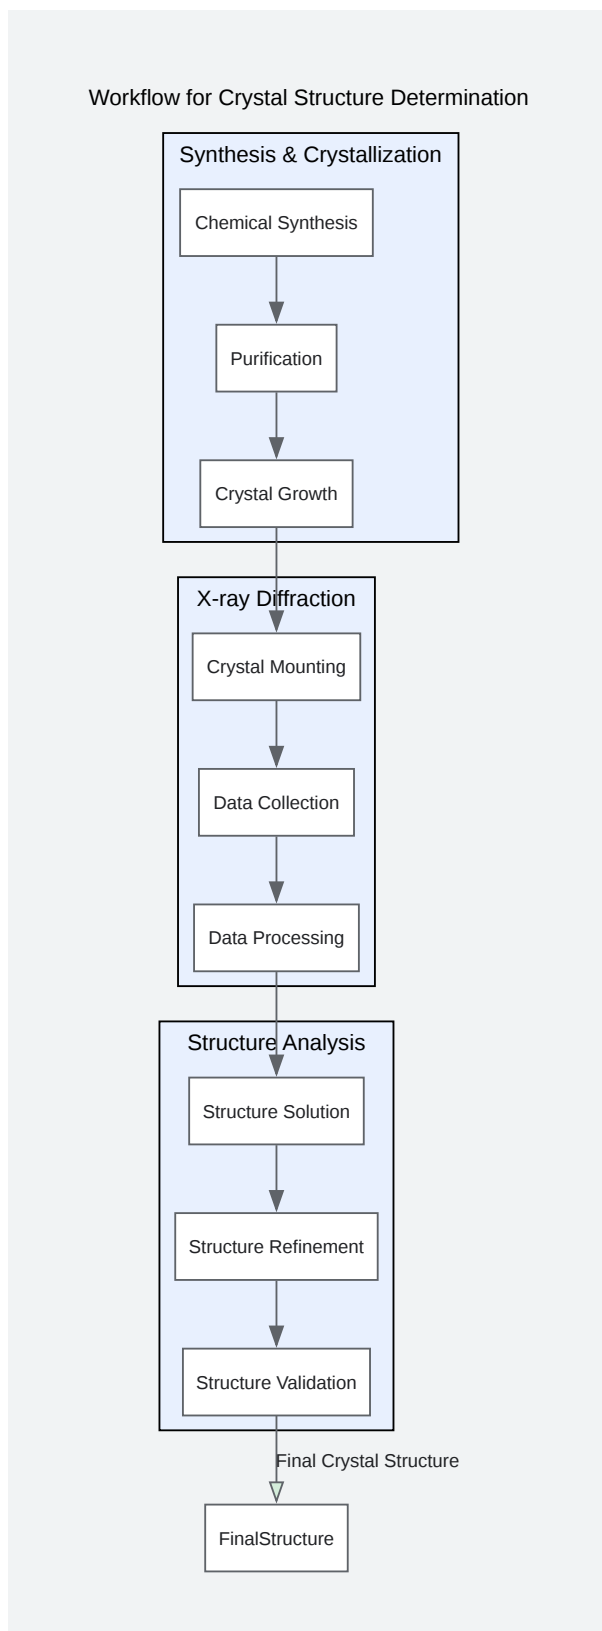 Workflow for Crystal Structure Determination
Synthesis & Crystallization
Chemical Synthesis
Purification
Crystal Growth
X-ray Diffraction
Crystal Mounting
Data Collection
Data Processing
Structure Analysis
Structure Solution
Structure Refinement
Structure Validation
Final Crystal Structure
FinalStructure